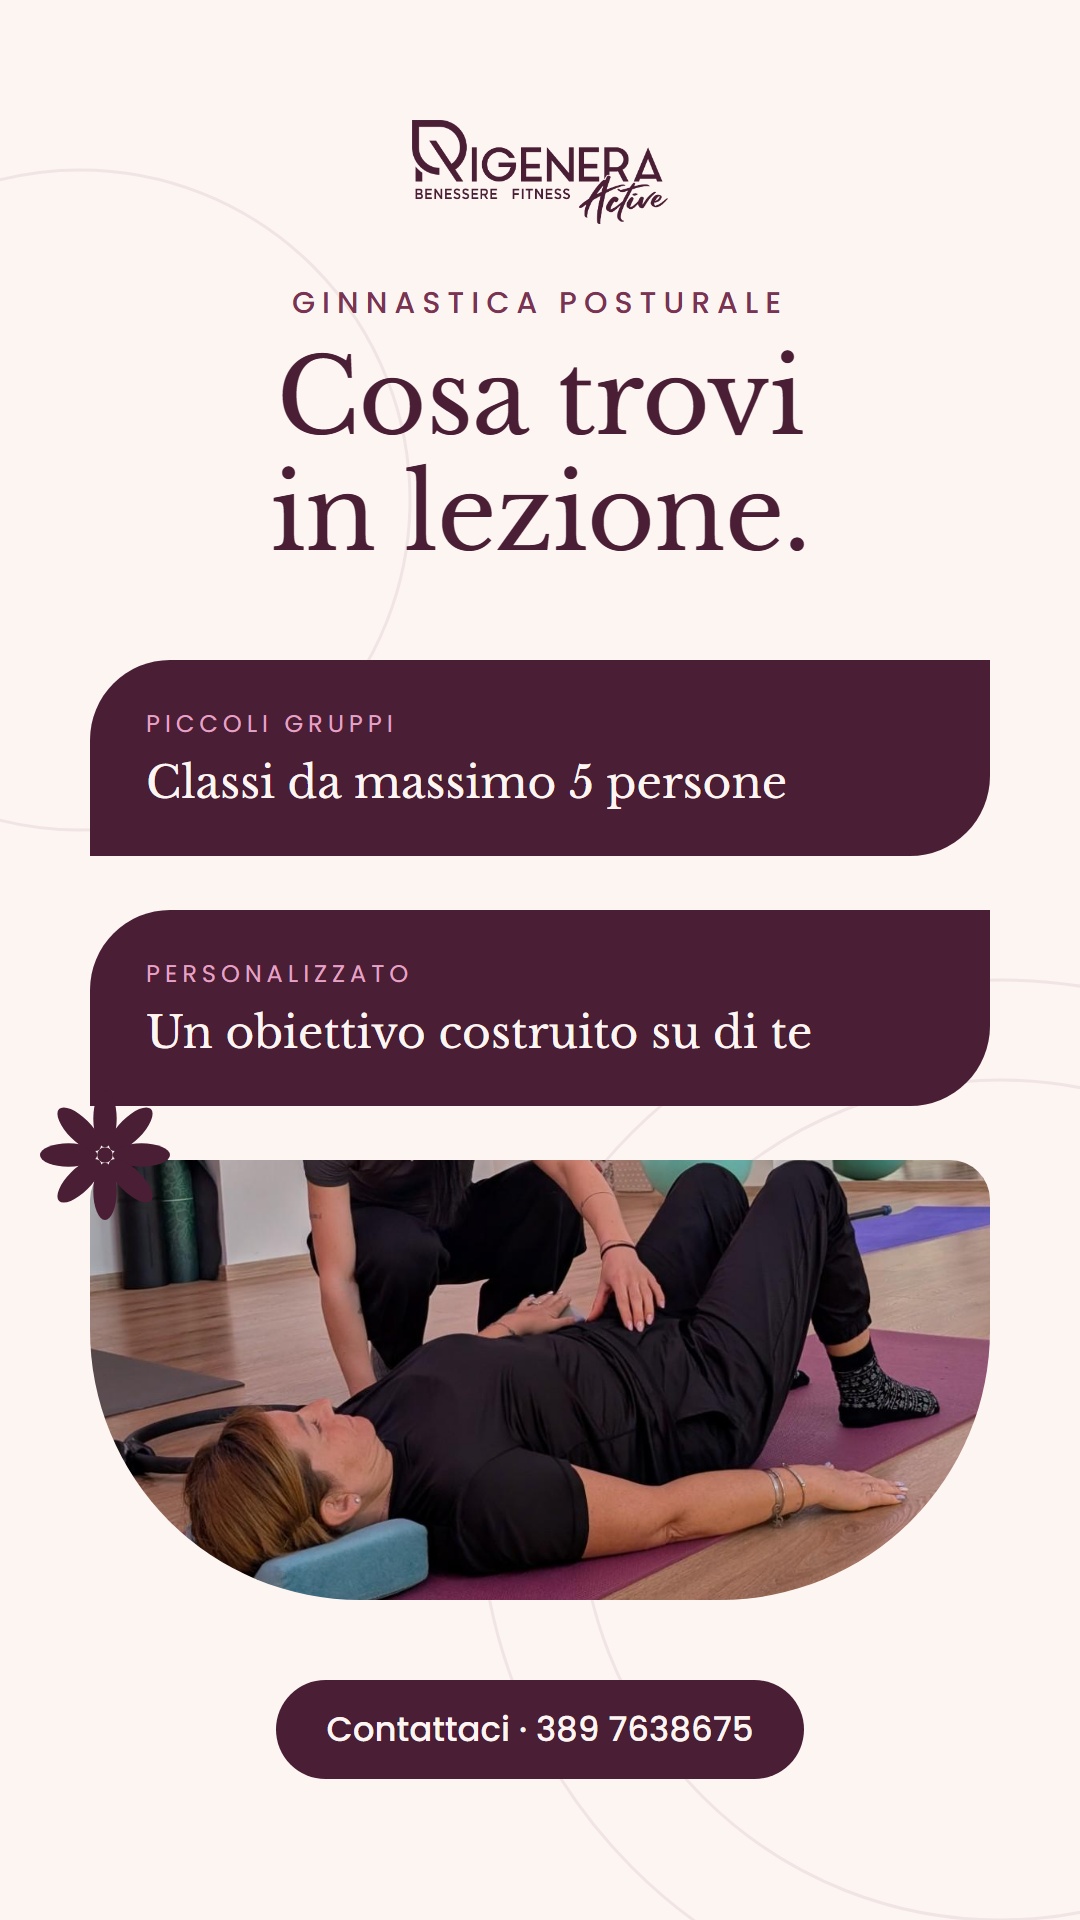 RIGENERA
BENESSERE FITNESS Active
GINNASTICA POSTURALE
Cosa trovi
in lezione.
PICCOLI GRUPPI
Classi da massimo 5 persone
PERSONALIZZATO
Un obiettivo costruito su di te
Contattaci · 389 7638675